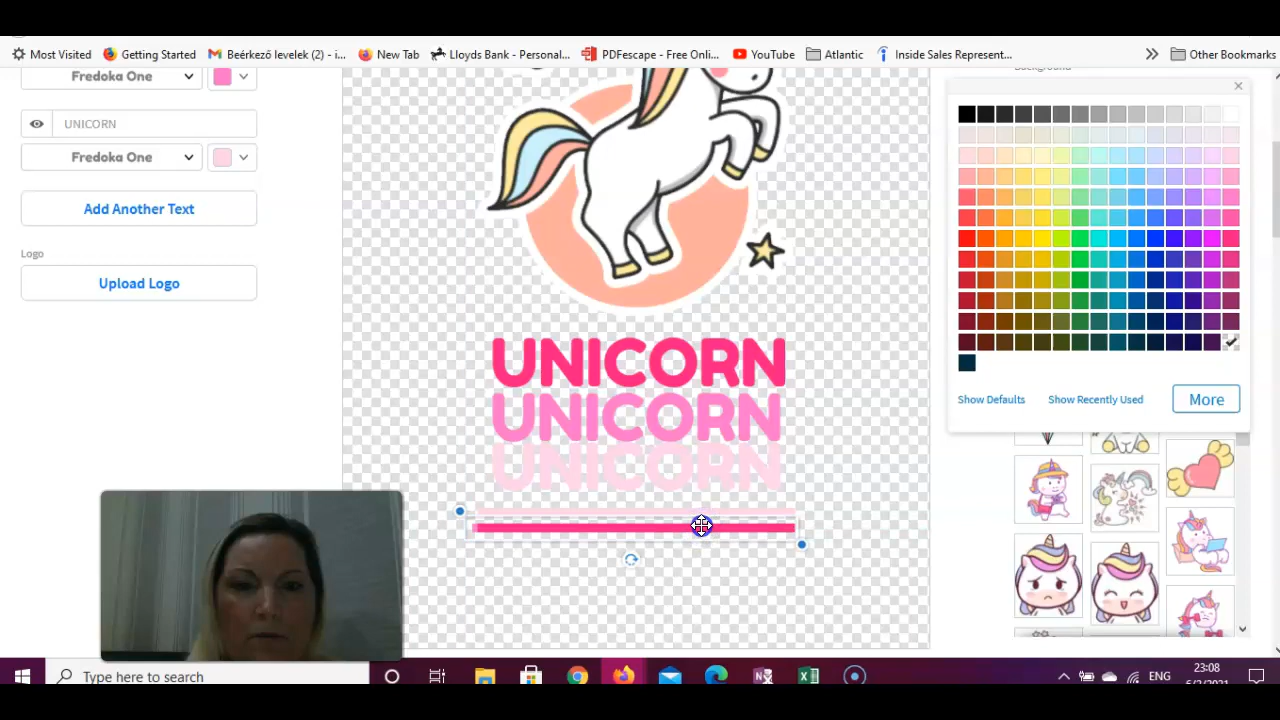 Most Visited Getting Started Beérkező levelek (2) - i... New Tab Lloyds Bank - Personal... PDFescape - Free Onli... YouTube Atlantic Inside Sales Represent... Other Bookmarks
Fredoka One
UNICORN
Fredoka One
Add Another Text
Logo
Upload Logo
UNICORN
UNICORN
UNICORN
Show Defaults Show Recently Used More
Type here to search
ENG
23:08